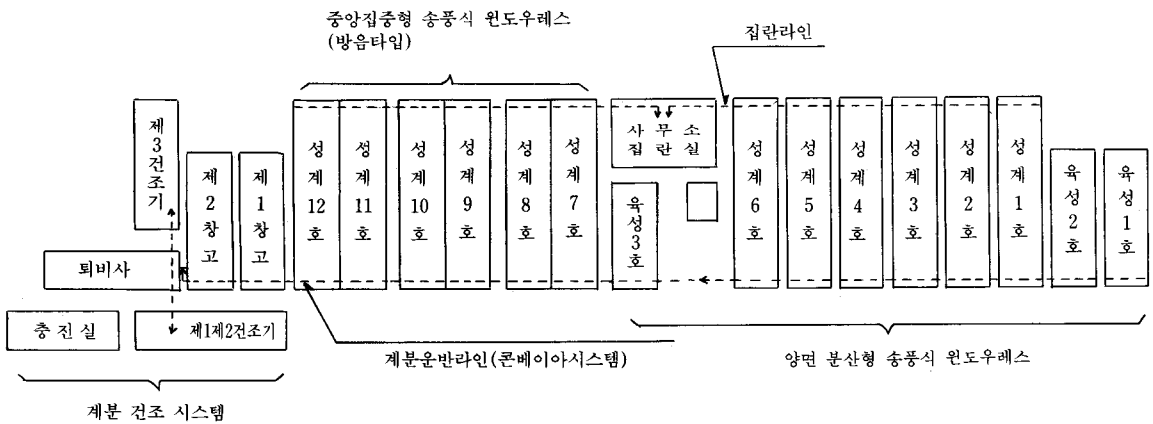 중앙집중형 송풍식 윈도우레스
(방음타입)
집란라인
제3건조기
제2창고
제1창고
성계12호
생계11호
성계10호
성계9호
성계8호
성계7호
사무소
집란실
육성3호
성계6호
성계5호
성계4호
성계3호
성계2호
성계1호
육성2호
육성1호
퇴비사
충진실
제1제2건조기
계분운반라인(콘베이아시스템)
양면 분산형 송풍식 윈도우레스
계분 건조 시스템